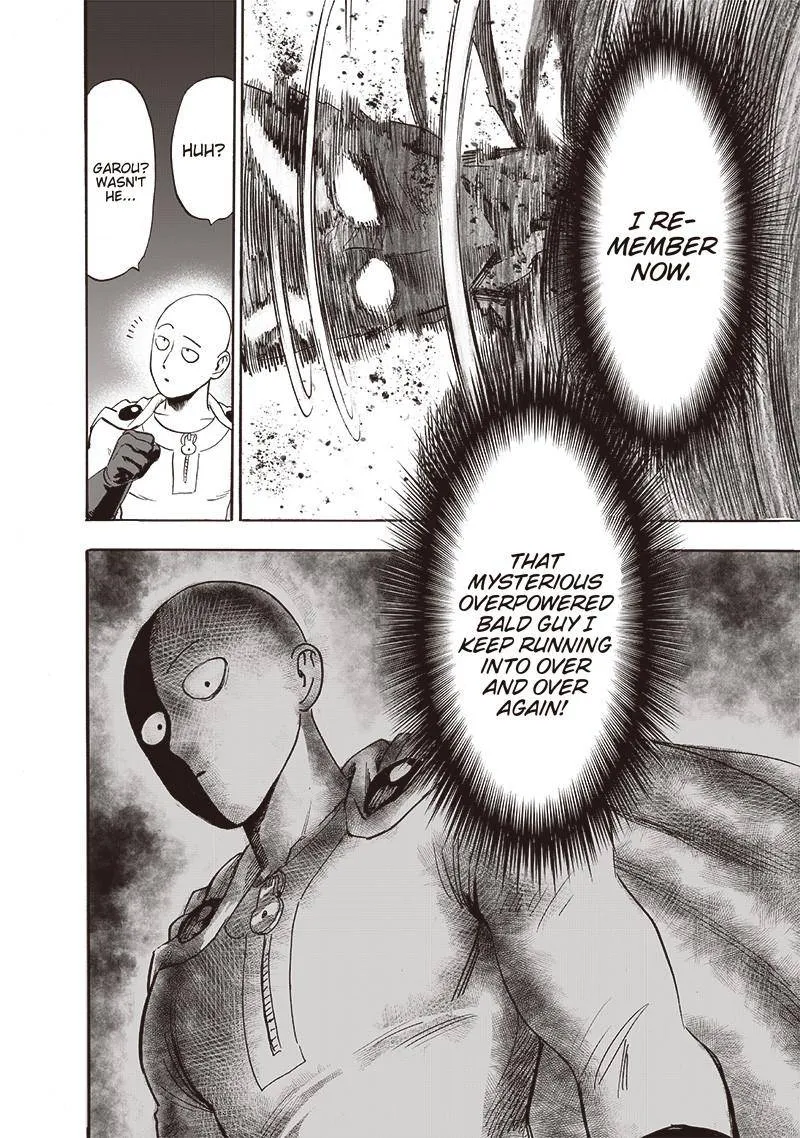 I RE-
MEMBER
NOW.
HUH?
GAROU?
WASN'T
HE...
THAT
MYSTERIOUS
OVERPOWERED
BALD GUY I
KEEP RUNNING
INTO OVER
AND OVER
AGAIN!